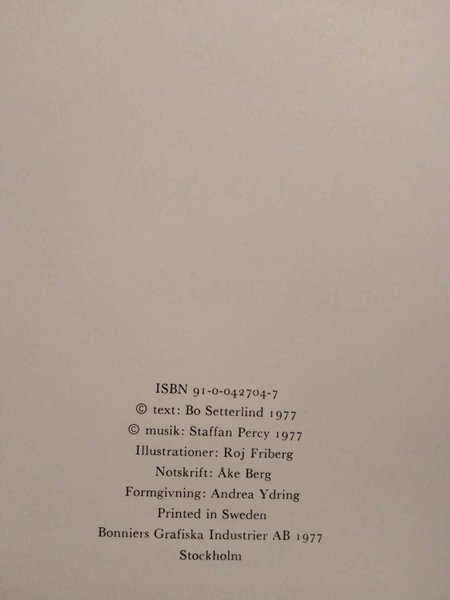 ISBN 91-0-042704-7
© text: Bo Setterlind 1977
© musik: Staffan Percy 1977
Illustrationer: Roj Friberg
Notskrift: Åke Berg
Formgivning: Andrea Ydring
Printed in Sweden
Bonniers Grafiska Industrier AB 1977
Stockholm